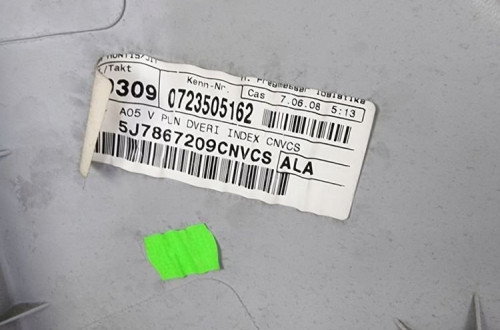 /Takt Kenn-Nr. Cas 7.06.08 5:13
0309 0723505162
A05 V PLN DVERI INDEX CNVCS
5J7867209CNVCS ALA